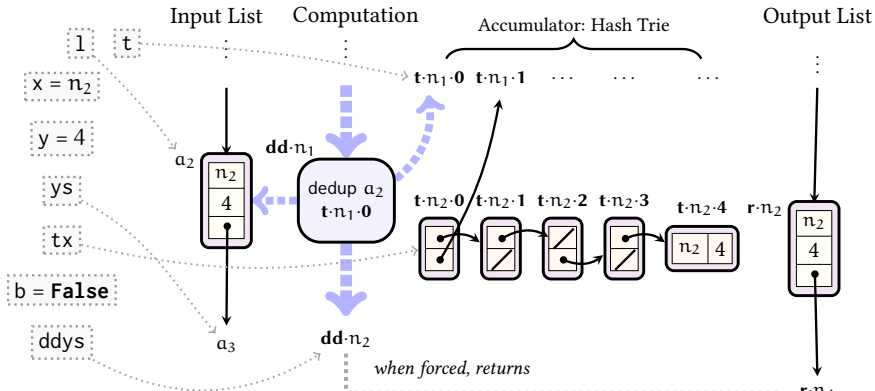 Input List
Computation
Accumulator: Hash Trie
Output List
l t
x = n₂
y = 4
ys
tx
b = False
ddys
a₂
n₂
4
a₃
dd·n₁
dedup a₂
t·n₁·0
dd·n₂
when forced, returns
t·n₁·0 t·n₁·1 ... ... ...
t·n₂·0 t·n₂·1 t·n₂·2 t·n₂·3 t·n₂·4
n₂ 4
r·n₂
n₂
4